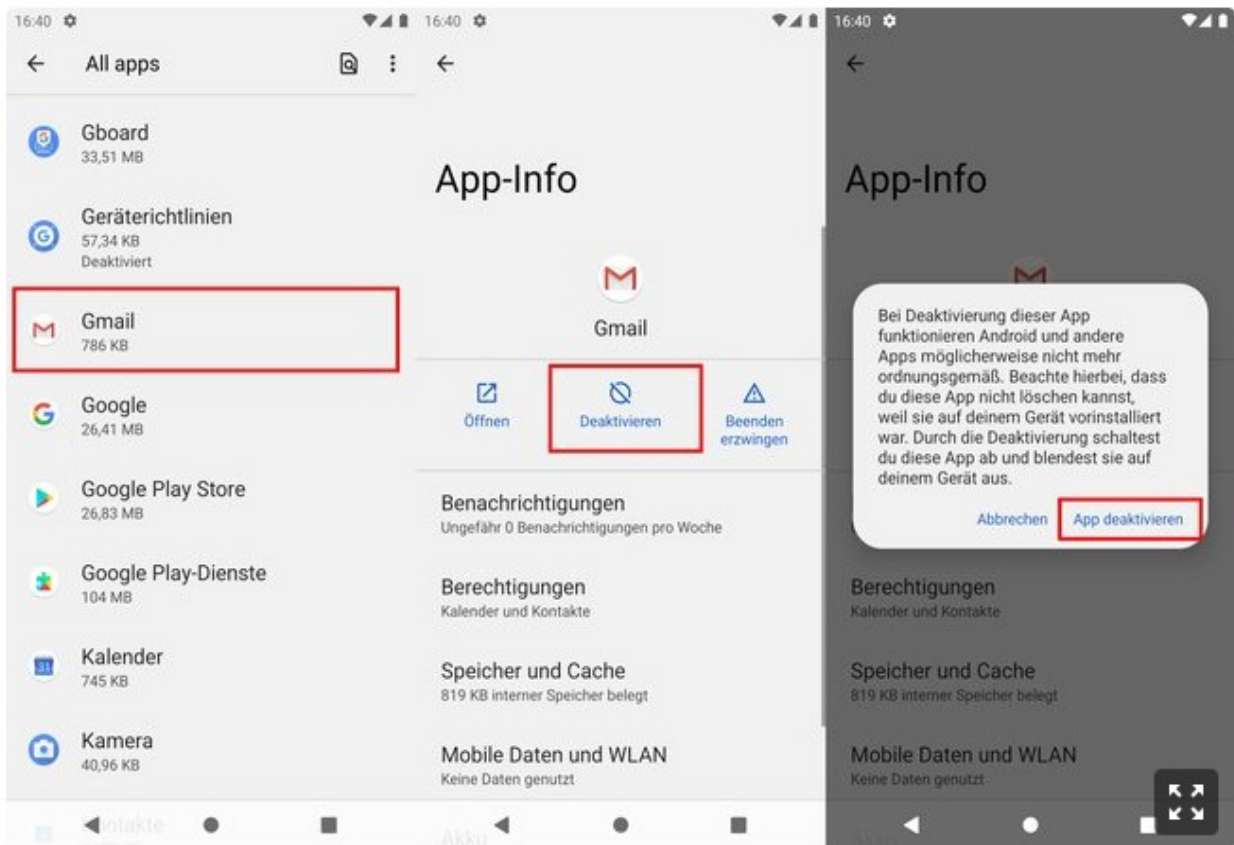 16:40
All apps
Gboard
33,51 MB
Geräterichtlinien
57,34 KB
Deaktiviert
Gmail
786 KB
Google
26,41 MB
Google Play Store
26,83 MB
Google Play-Dienste
104 MB
Kalender
745 KB
Kamera
40,96 KB
Kontakte
16:40
App-Info
Gmail
Öffnen
Deaktivieren
Beenden
erzwingen
Benachrichtigungen
Ungefähr 0 Benachrichtigungen pro Woche
Berechtigungen
Kalender und Kontakte
Speicher und Cache
819 KB interner Speicher belegt
Mobile Daten und WLAN
Keine Daten genutzt
Akku
16:40
App-Info
Bei Deaktivierung dieser App
funktionieren Android und andere
Apps möglicherweise nicht mehr
ordnungsgemäß. Beachte hierbei, dass
du diese App nicht löschen kannst,
weil sie auf deinem Gerät vorinstalliert
war. Durch die Deaktivierung schaltest
du diese App ab und blendest sie auf
deinem Gerät aus.
Abbrechen App deaktivieren
Berechtigungen
Kalender und Kontakte
Speicher und Cache
819 KB interner Speicher belegt
Mobile Daten und WLAN
Keine Daten genutzt
Akku